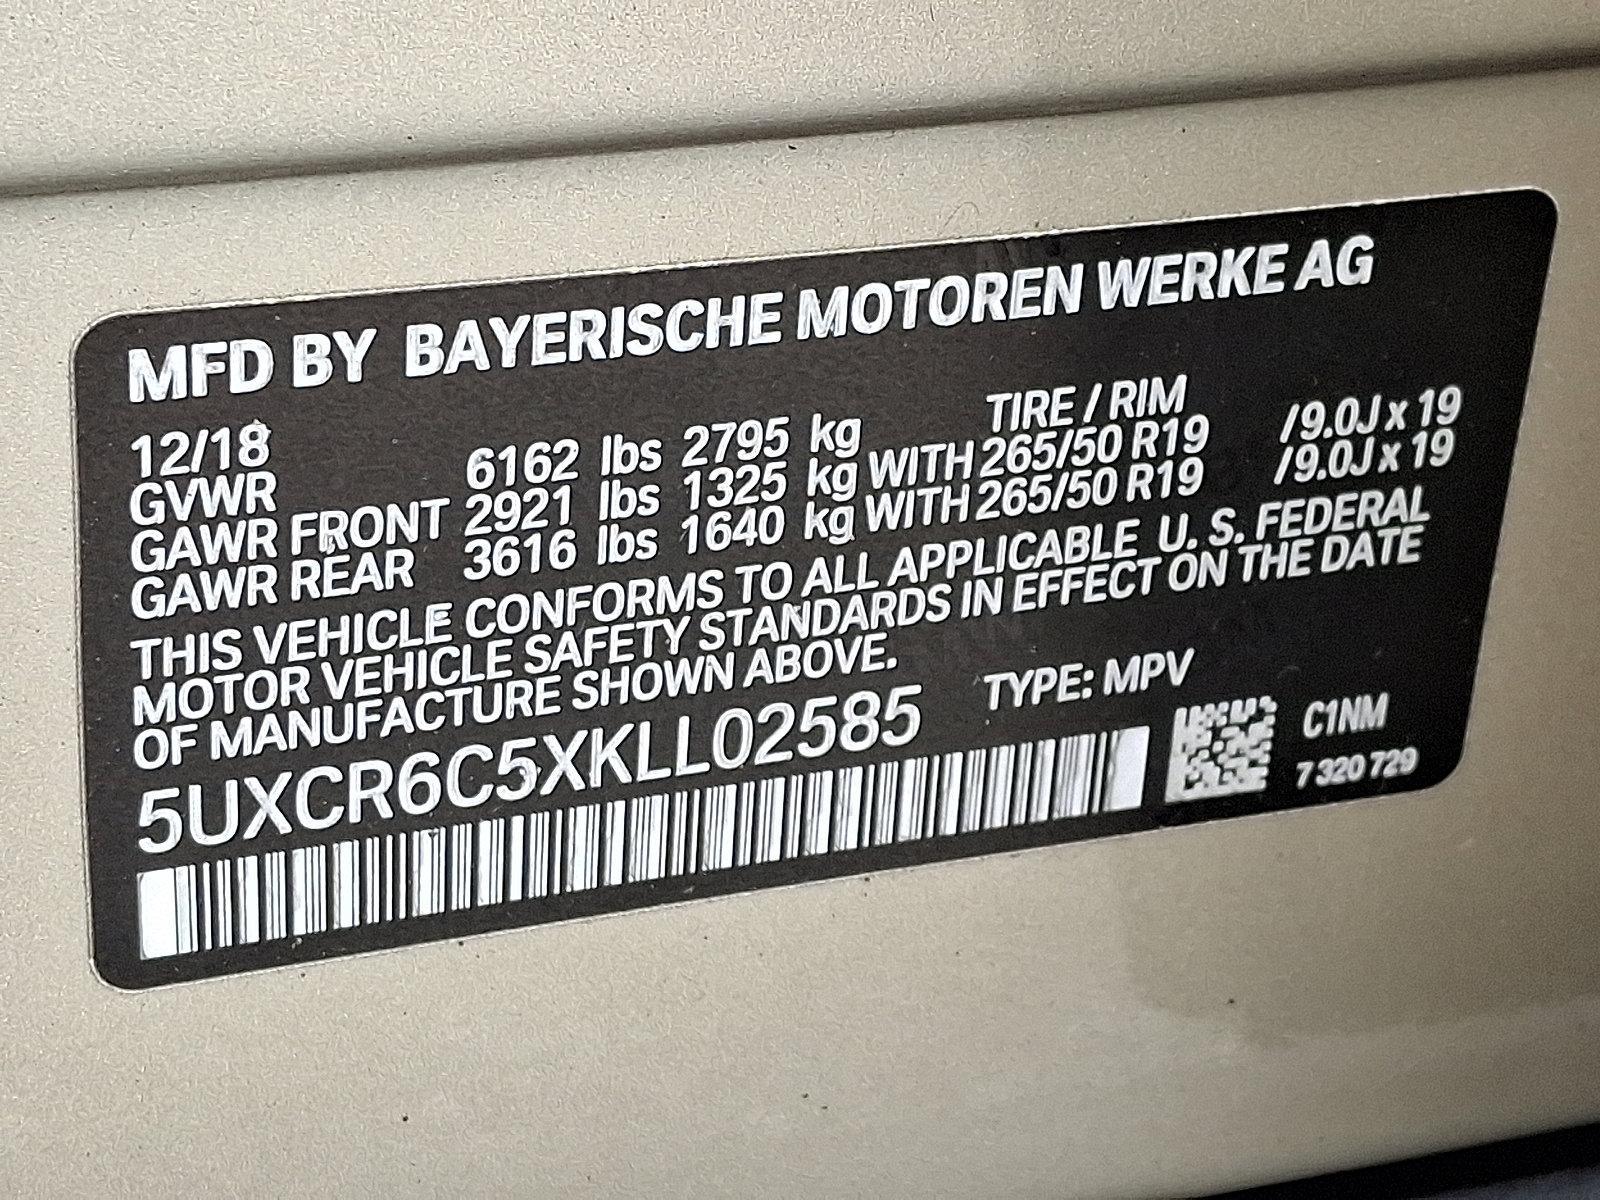 MFD BY BAYERISCHE MOTOREN WERKE AG
12/18 TIRE / RIM
GVWR 6162 lbs 2795 kg
GAWR FRONT 2921 lbs 1325 kg WITH 265/50 R19 /9.0J x 19
GAWR REAR 3616 lbs 1640 kg WITH 265/50 R19 /9.0J x 19
THIS VEHICLE CONFORMS TO ALL APPLICABLE U. S. FEDERAL
MOTOR VEHICLE SAFETY STANDARDS IN EFFECT ON THE DATE
OF MANUFACTURE SHOWN ABOVE.
5UXCR6C5XKLL02585 TYPE: MPV
C1NM
7 320 729